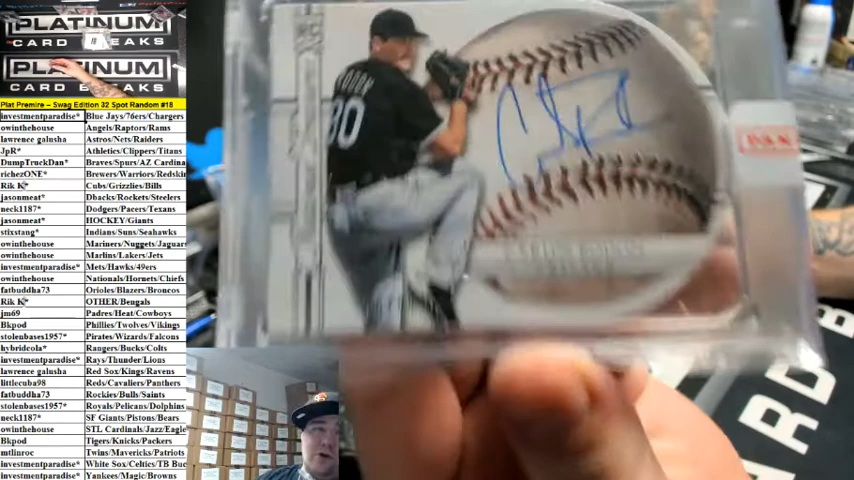 PLATINUM
CARD BREAKS
PLATINUM
CARD BREAKS
Plat Premire – Swag Edition 32 Spot Random #18
investmentparadise* Blue Jays/76ers/Chargers
owinthehouse Angels/Raptors/Rams
lawrence galusha Astros/Nets/Raiders
JpR* Athletics/Clippers/Titans
DumpTruckDan* Braves/Spurs/AZ Cardina
richezONE* Brewers/Warriors/Redskin
Rik K* Cubs/Grizzlies/Bills
jasonmeat* Dbacks/Rockets/Steelers
neck1187* Dodgers/Pacers/Texans
jasonmeat* HOCKEY/Giants
stixstang* Indians/Suns/Seahawks
owinthehouse Mariners/Nuggets/Jaguar
owinthehouse Marlins/Lakers/Jets
investmentparadise* Mets/Hawks/49ers
owinthehouse Nationals/Hornets/Chiefs
fatbuddha73 Orioles/Blazers/Broncos
Rik K* OTHER/Bengals
jm69 Padres/Heat/Cowboys
Bkpod Phillies/Twolves/Vikings
stolenbases1957* Pirates/Wizards/Falcons
hybridcola* Rangers/Bucks/Colts
investmentparadise* Rays/Thunder/Lions
lawrence galusha Red Sox/Kings/Ravens
littlecuba98 Reds/Cavaliers/Panthers
fatbuddha73 Rockies/Bulls/Saints
stolenbases1957* Royals/Pelicans/Dolphins
neck1187* SF Giants/Pistons/Bears
owinthehouse STL Cardinals/Jazz/Eagle
Bkpod Tigers/Knicks/Packers
mtlinroc Twins/Mavericks/Patriots
investmentparadise* White Sox/Celtics/TB Buc
investmentparadise* Yankees/Magic/Browns
RC
30
CARD B